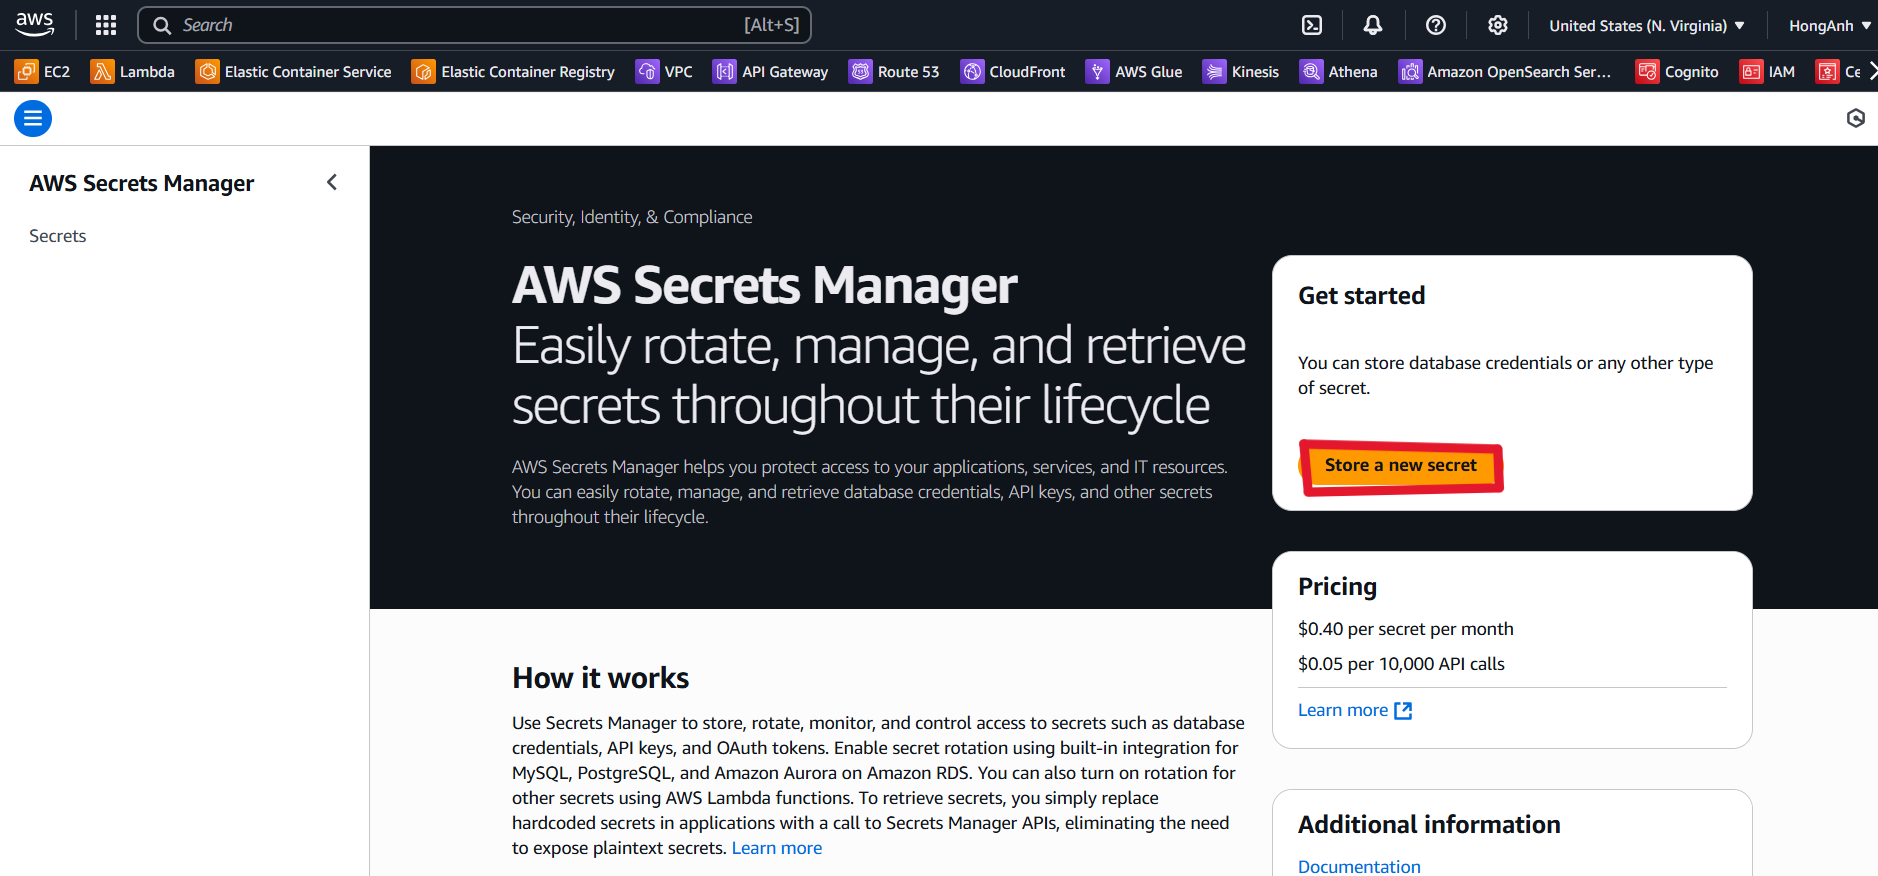 aws
Search
[Alt+S]
United States (N. Virginia)
HongAnh
EC2
Lambda
Elastic Container Service
Elastic Container Registry
VPC
API Gateway
Route 53
CloudFront
AWS Glue
Kinesis
Athena
Amazon OpenSearch Ser...
Cognito
IAM
Ce
AWS Secrets Manager
Secrets
Security, Identity, & Compliance
AWS Secrets Manager
Easily rotate, manage, and retrieve
secrets throughout their lifecycle
AWS Secrets Manager helps you protect access to your applications, services, and IT resources.
You can easily rotate, manage, and retrieve database credentials, API keys, and other secrets
throughout their lifecycle.
Get started
You can store database credentials or any other type
of secret.
Store a new secret
Pricing
$0.40 per secret per month
$0.05 per 10,000 API calls
Learn more
How it works
Use Secrets Manager to store, rotate, monitor, and control access to secrets such as database
credentials, API keys, and OAuth tokens. Enable secret rotation using built-in integration for
MySQL, PostgreSQL, and Amazon Aurora on Amazon RDS. You can also turn on rotation for
other secrets using AWS Lambda functions. To retrieve secrets, you simply replace
hardcoded secrets in applications with a call to Secrets Manager APIs, eliminating the need
to expose plaintext secrets. Learn more
Additional information
Documentation